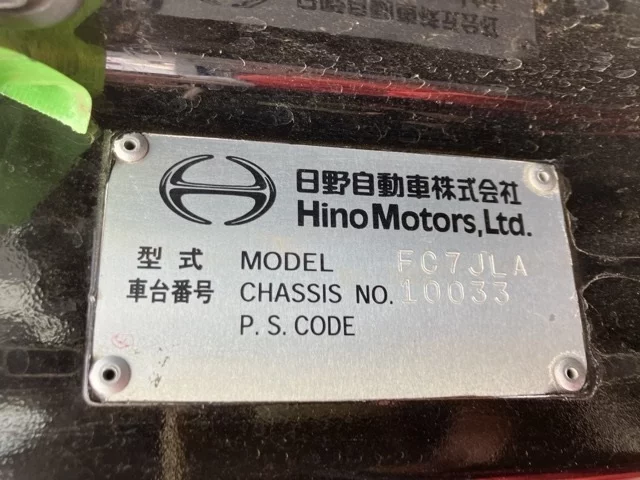 日野自動車株式会社
Hino Motors, Ltd.
型式 MODEL FC7JLA
車台番号 CHASSIS NO. 10033
P.S.CODE